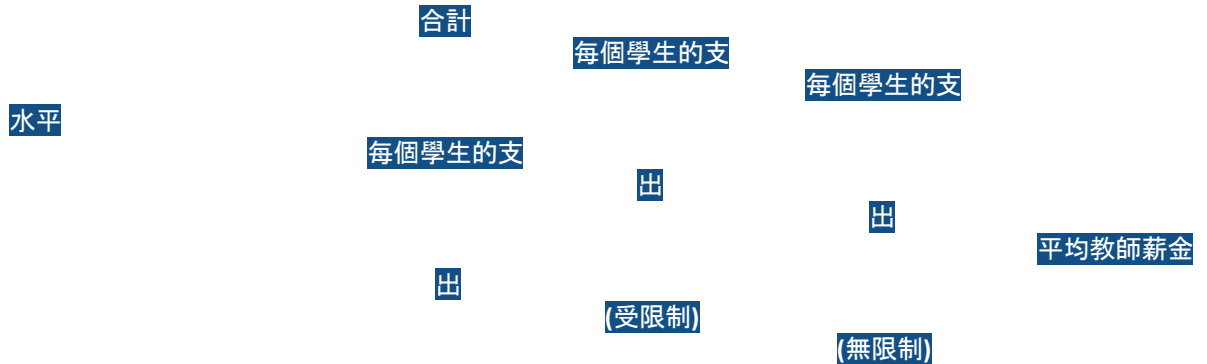 合計
每個學生的支
每個學生的支
水平
每個學生的支
出
出
平均教師薪金
出
(受限制)
(無限制)